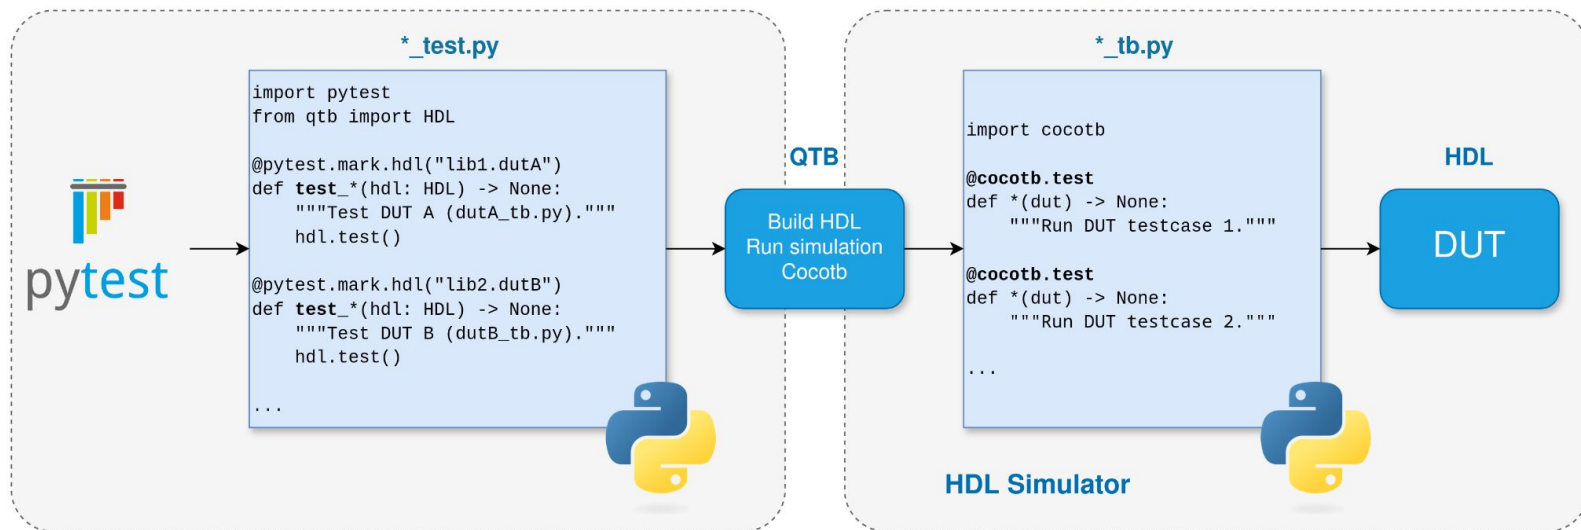 *_test.py
import pytest
from qtb import HDL
@pytest.mark.hdl("lib1.dutA")
def test_*(hdl: HDL) -> None:
    """Test DUT A (dutA_tb.py)."""
    hdl.test()
@pytest.mark.hdl("lib2.dutB")
def test_*(hdl: HDL) -> None:
    """Test DUT B (dutB_tb.py)."""
    hdl.test()
...
pytest
QTB
Build HDL
Run simulation
Cocotb
*_tb.py
import cocotb
@cocotb.test
def *(dut) -> None:
    """Run DUT testcase 1."""
@cocotb.test
def *(dut) -> None:
    """Run DUT testcase 2."""
...
HDL Simulator
HDL
DUT